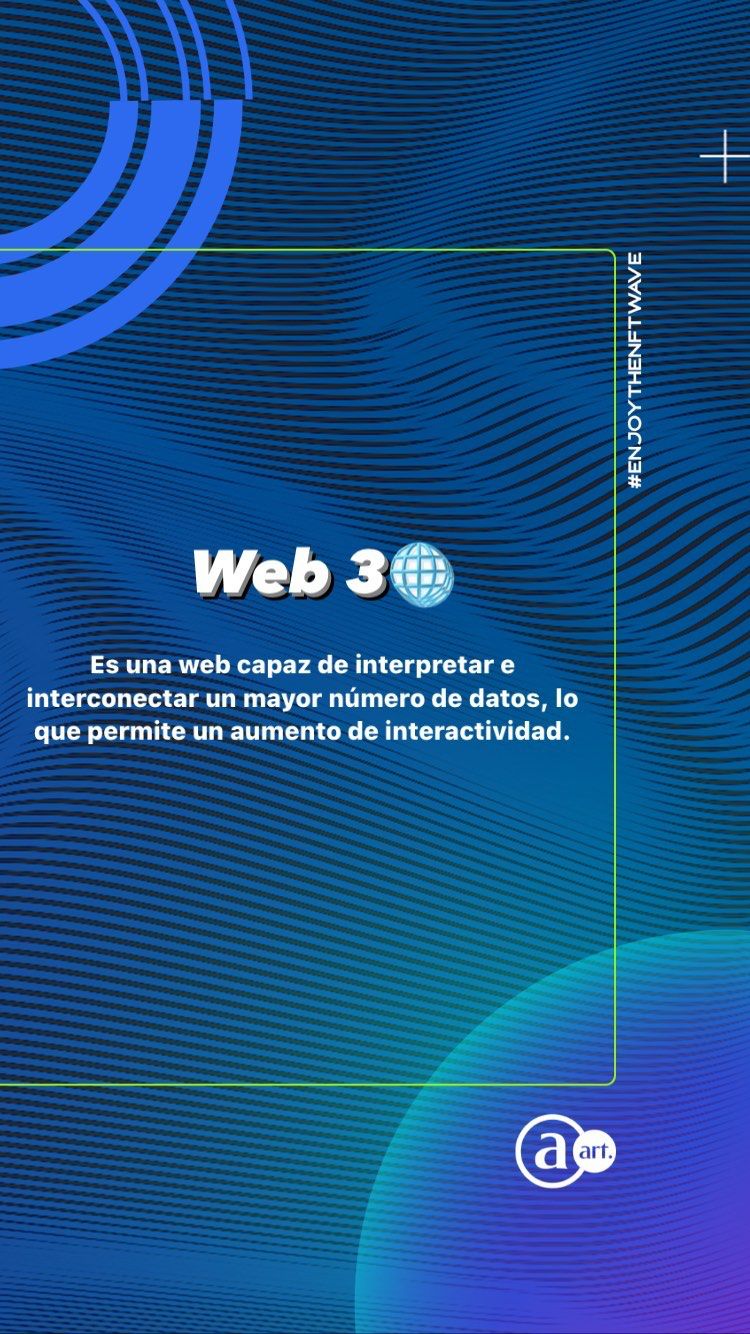 #ENJOYTHENFTWAVE
Web 3🌐
Es una web capaz de interpretar e
interconectar un mayor número de datos, lo
que permite un aumento de interactividad.
a art.